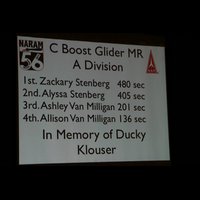 NARAM
56
C Boost Glider MR
A Division
1st. Zackary Stenberg 480 sec
2nd. Alyssa Stenberg 405 sec
3rd. Ashley Van Milligan 201 sec
4th. Allison Van Milligan 136 sec
In Memory of Ducky
Klouser